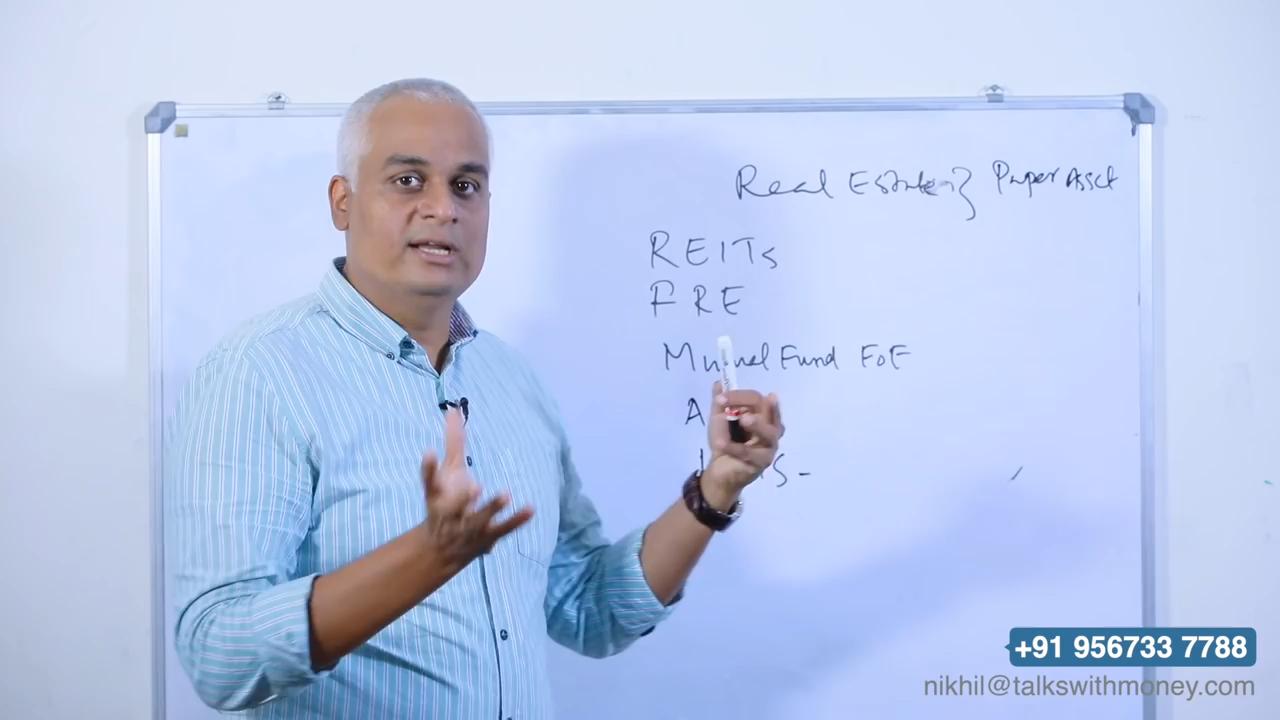 Real Estate Paper Asset
REITs
FRE
Mutual Fund FoF
A
S -
+91 956733 7788
nikhil@talkswithmoney.com